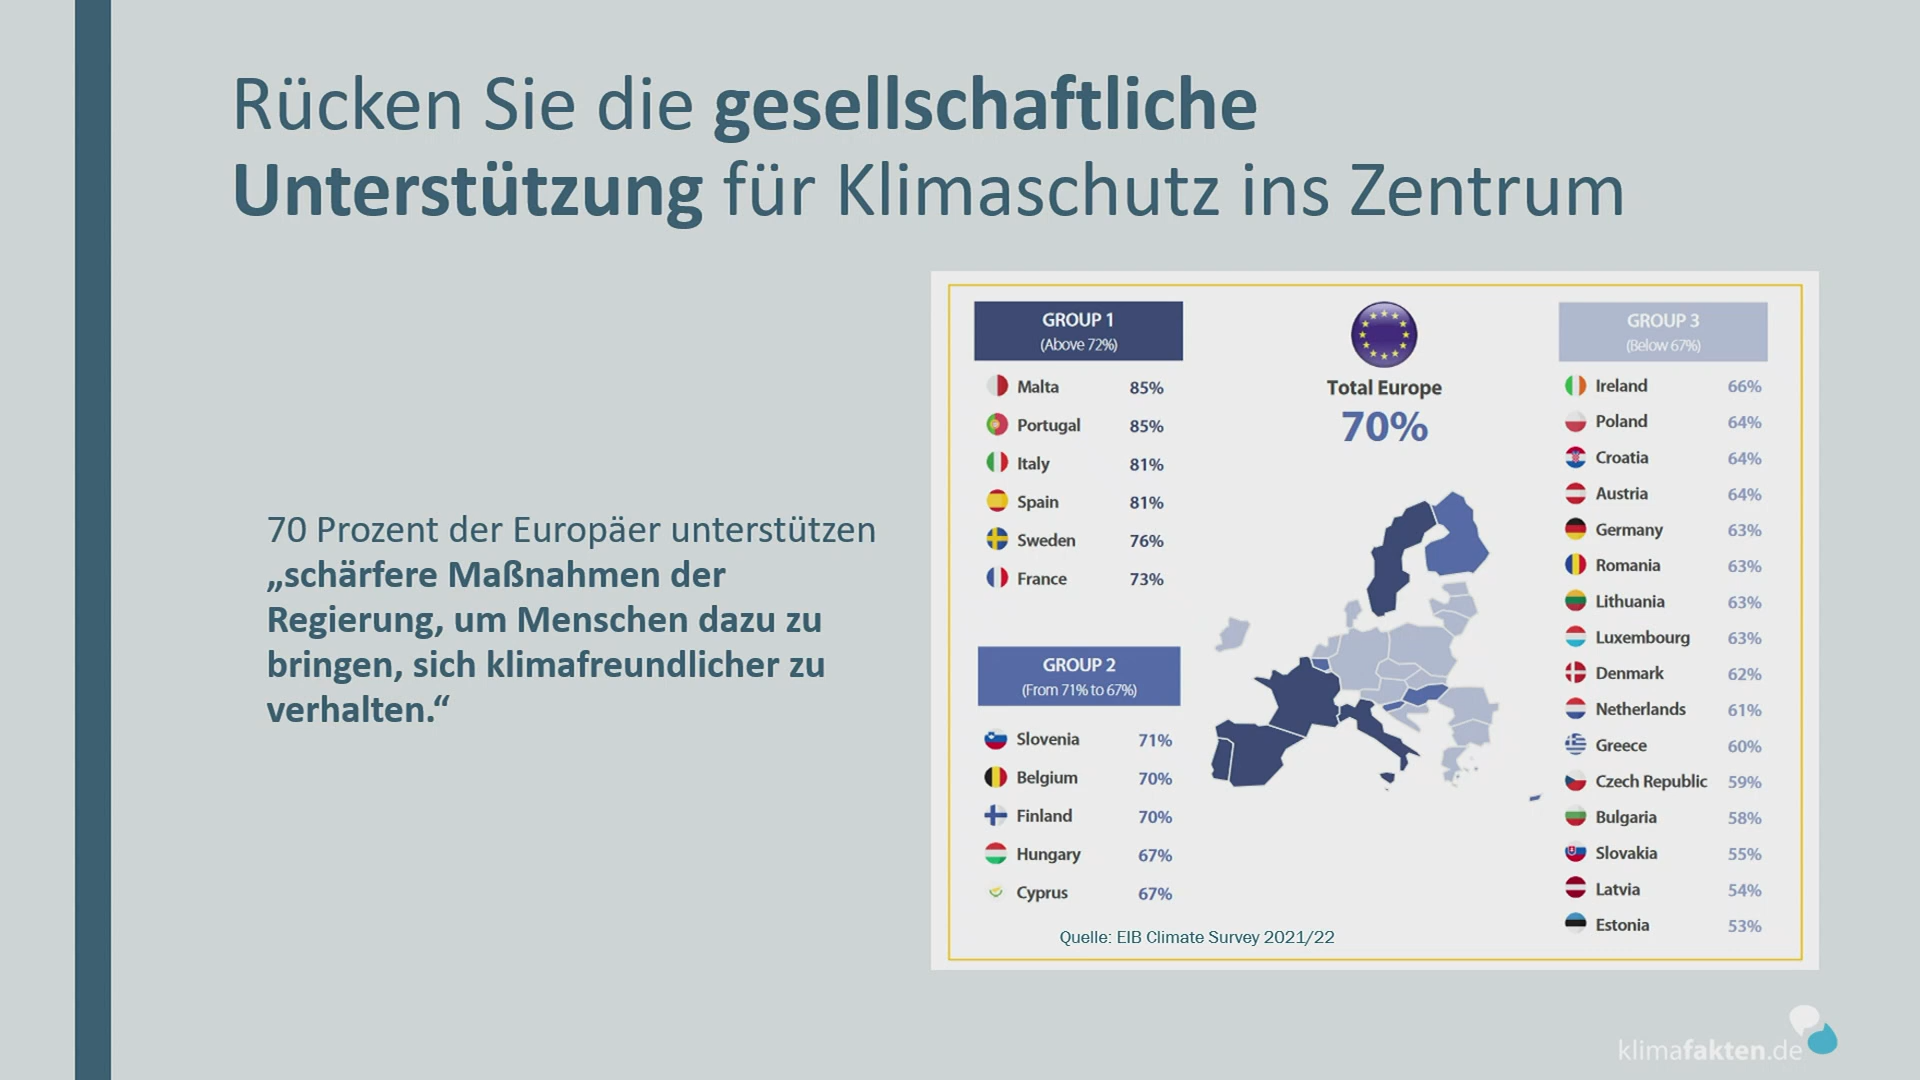 Rücken Sie die gesellschaftliche
Unterstützung für Klimaschutz ins Zentrum
70 Prozent der Europäer unterstützen
„schärfere Maßnahmen der
Regierung, um Menschen dazu zu
bringen, sich klimafreundlicher zu
verhalten.“
GROUP 1
(Above 72%)
Malta 85%
Portugal 85%
Italy 81%
Spain 81%
Sweden 76%
France 73%
GROUP 2
(From 71% to 67%)
Slovenia 71%
Belgium 70%
Finland 70%
Hungary 67%
Cyprus 67%
Total Europe
70%
GROUP 3
(Below 67%)
Ireland 66%
Poland 64%
Croatia 64%
Austria 64%
Germany 63%
Romania 63%
Lithuania 63%
Luxembourg 63%
Denmark 62%
Netherlands 61%
Greece 60%
Czech Republic 59%
Bulgaria 58%
Slovakia 55%
Latvia 54%
Estonia 53%
Quelle: EIB Climate Survey 2021/22
klimafakten.de